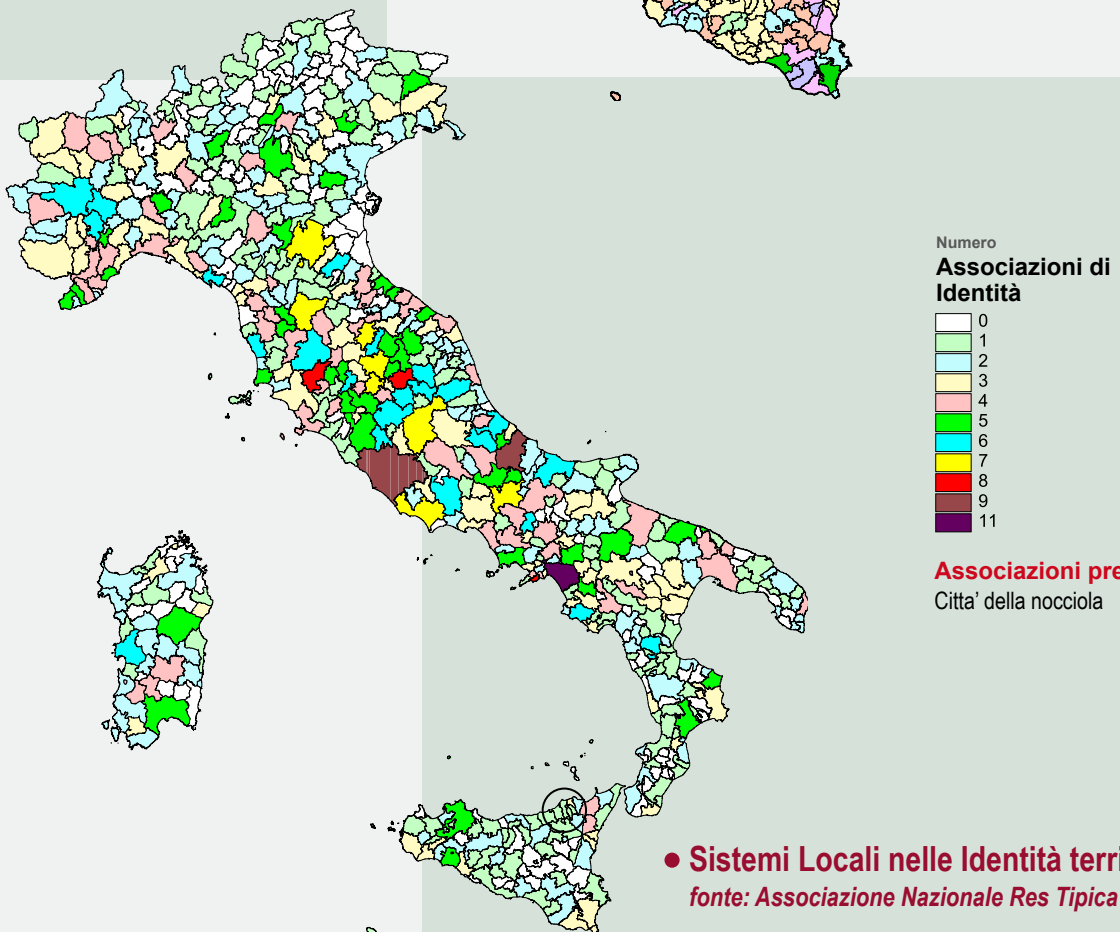 Numero
Associazioni di
Identità
0
1
2
3
4
5
6
7
8
9
11
Associazioni pre
Citta' della nocciola
• Sistemi Locali nelle Identità terri
fonte: Associazione Nazionale Res Tipica